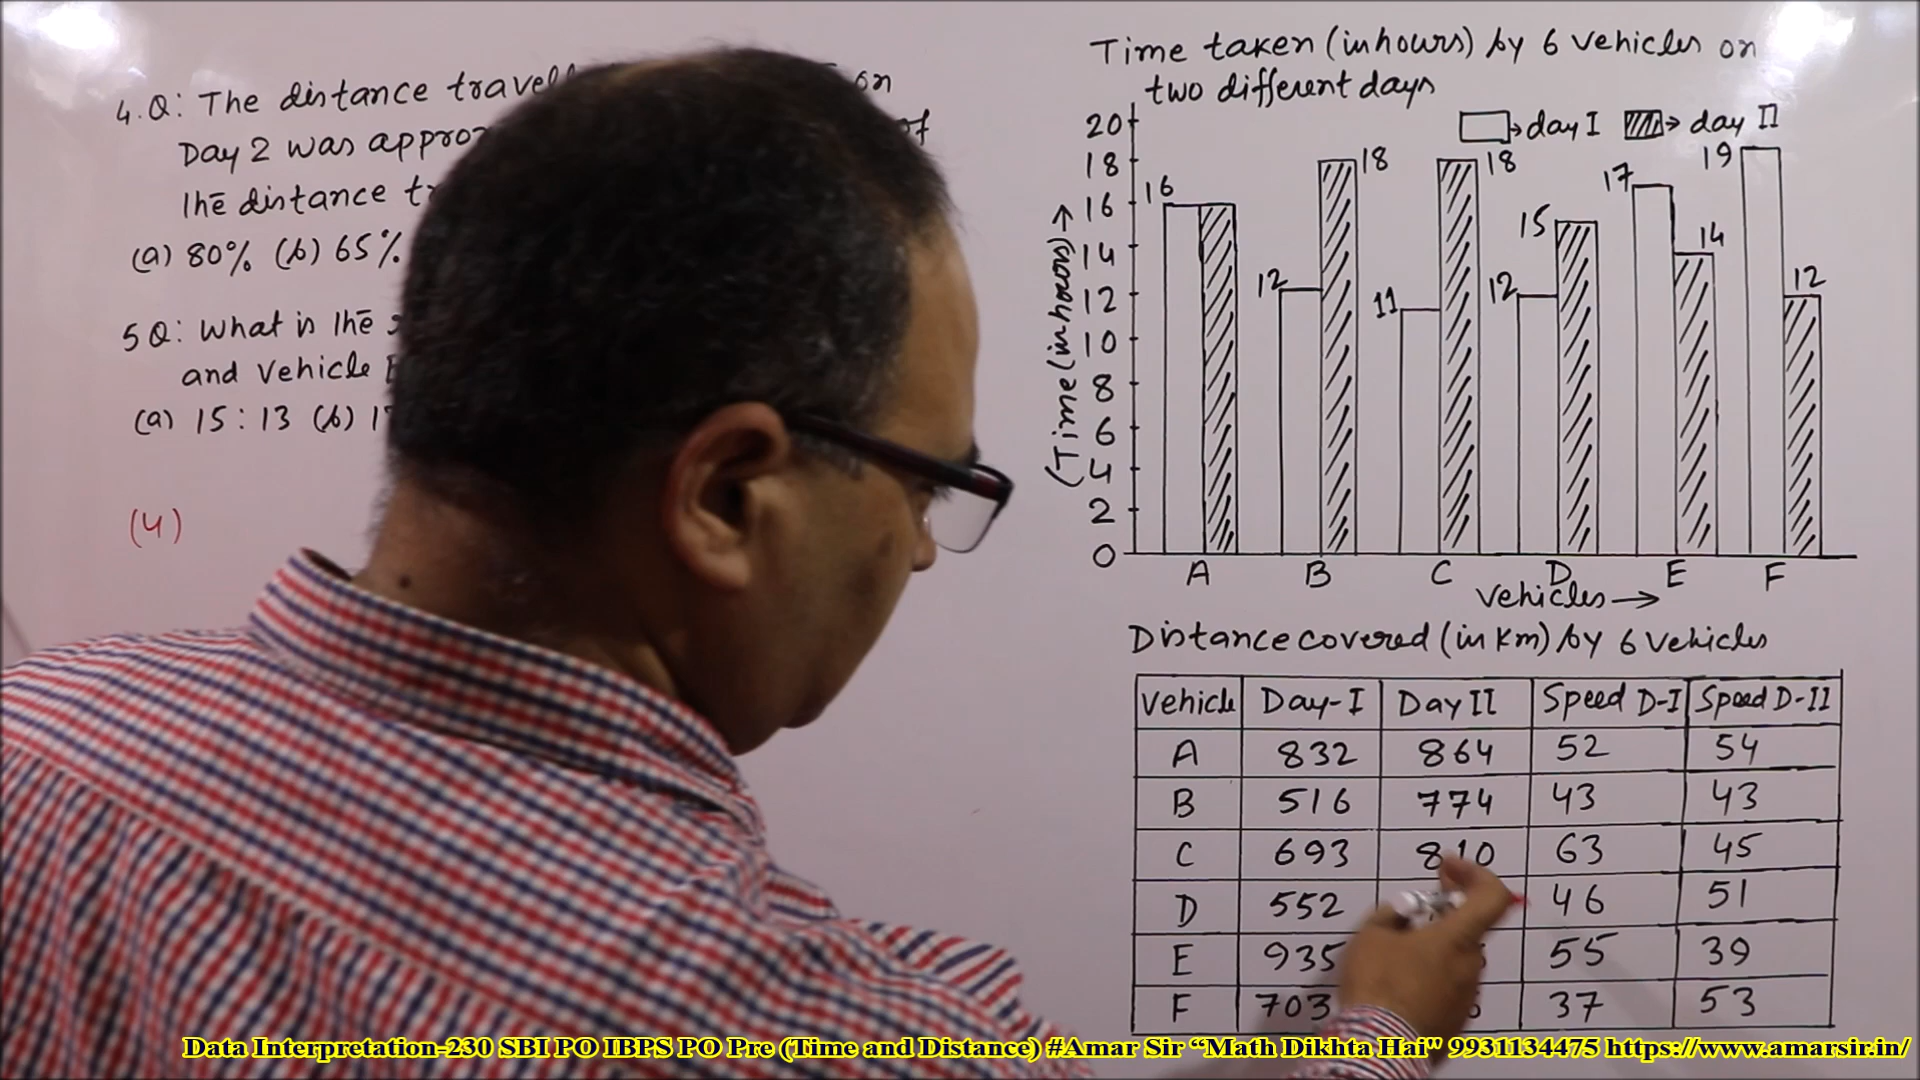 4.Q: The distance on
Day 2 was of
The distance
(a) 80% (b) 65%
5Q: What is the
and vehicle
(a) 15:13 (b)
(4)
Time taken (in hours) by 6 vehicles on
two different days
day I day II
20
18
16
14
12
10
8
6
4
2
0
(Time (in hours)
16
12 18
11 18
12 15
17 14
19 12
A B C D E F
vehicles
Distance covered (in km) by 6 vehicles
Vehicle Day-I Day II Speed D-I Speed D-II
A 832 864 52 54
B 516 774 43 43
C 693 810 63 45
D 552 46 51
E 935 55 39
F 703 37 53
Data Interpretation-230 SBI PO IBPS PO Pre (Time and Distance) #Amar Sir “Math Dikhta Hai" 9931134475 https://www.amarsir.in/